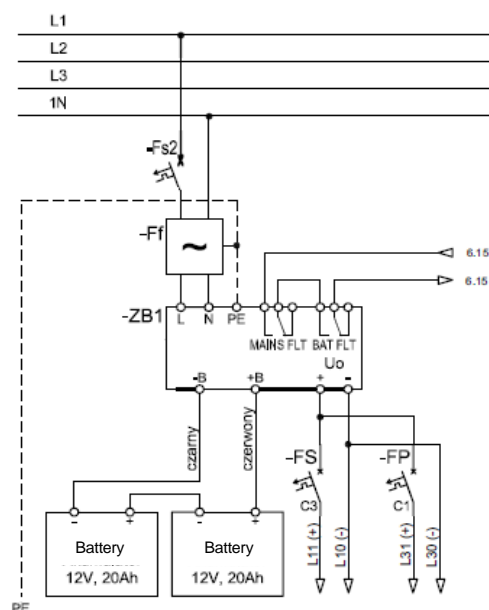 L1
L2
L3
1N
-Fs2
-Ff
~
6.15
6.15
-ZB1
L N PE
MAINS FLT BAT FLT
Uo
-B +B + -
czarny
czerwony
-FS
-FP
C3
C1
L11 (+)
L10 (-)
L31 (+)
L30 (-)
- + - +
Battery
Battery
12V, 20Ah
12V, 20Ah
PE